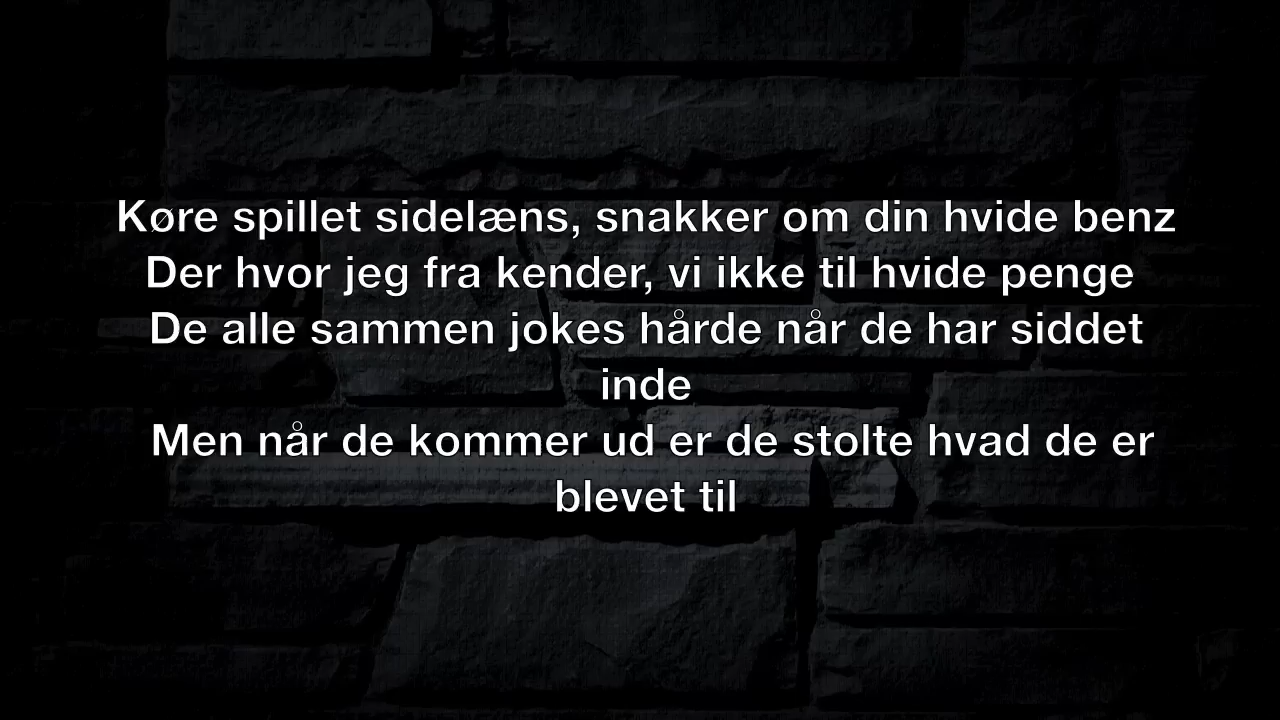 Køre spillet sidelæns, snakker om din hvide benz
Der hvor jeg fra kender, vi ikke til hvide penge
De alle sammen jokes hårde når de har siddet
inde
Men når de kommer ud er de stolte hvad de er
blevet til